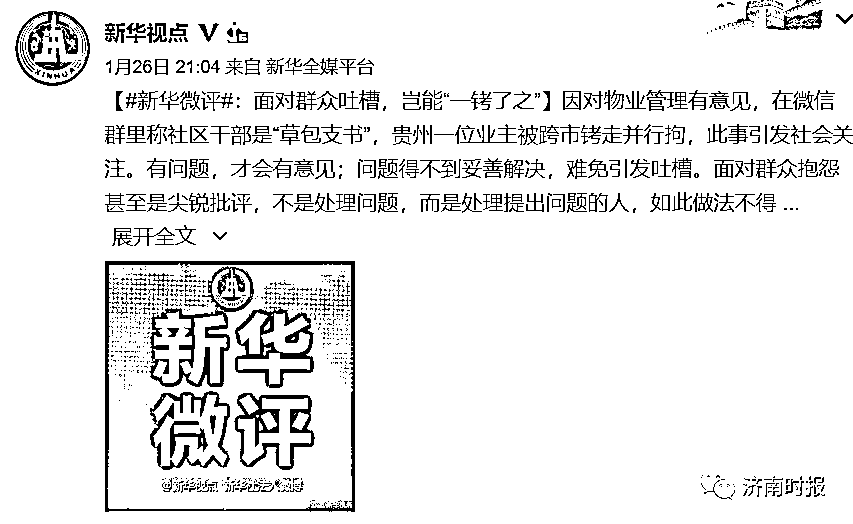 新华视点
1月26日 21:04 来自 新华全媒平台
【#新华微评#：面对群众吐槽，岂能“一铐了之”】因对物业管理有意见，在微信
群里称社区干部是“草包支书”，贵州一位业主被跨市铐走并行拘，此事引发社会关
注。有问题，才会有意见；问题得不到妥善解决，难免引发吐槽。面对群众抱怨
甚至是尖锐批评，不是处理问题，而是处理提出问题的人，如此做法不得 ...
展开全文
XINHUA
新华
微评
@新华视点 新华社法人微博
济南时报